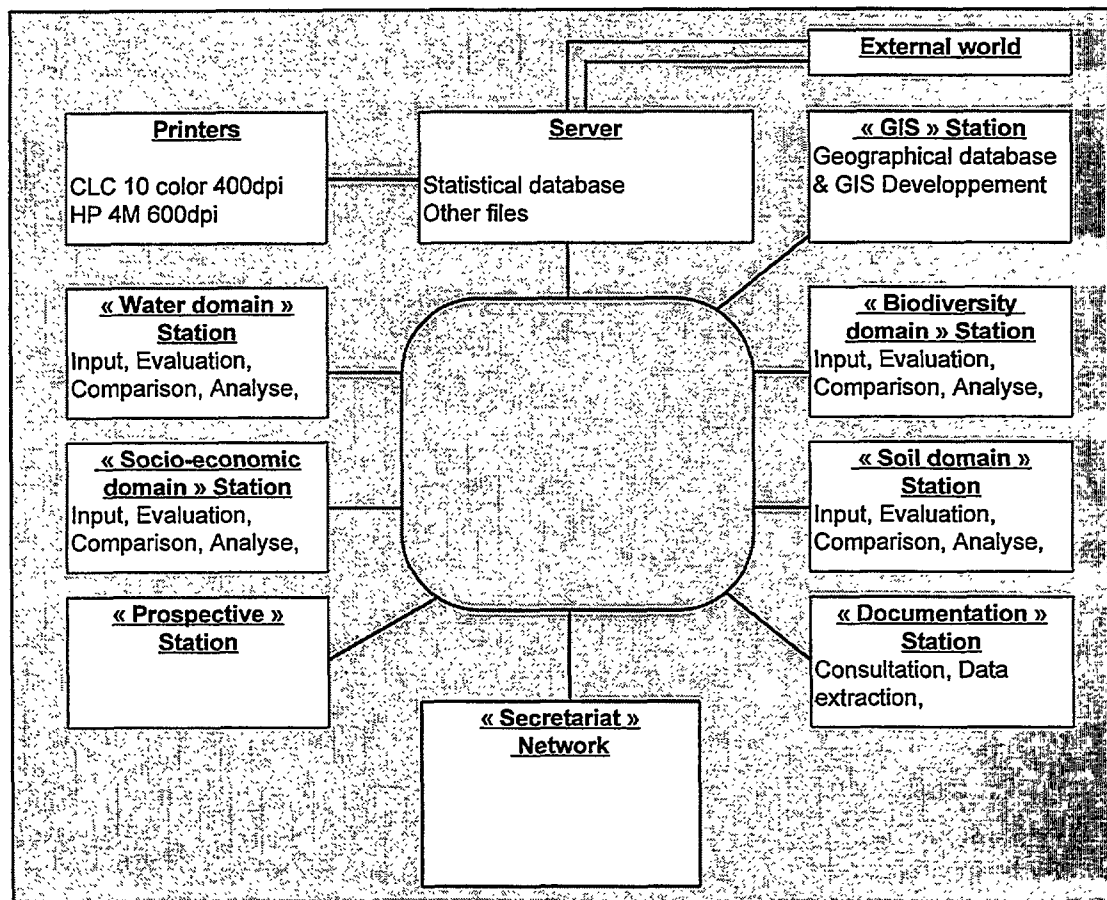 External world
Printers
CLC 10 color 400dpi
HP 4M 600dpi
Server
Statistical database
Other files
« GIS » Station
Geographical database
& GIS Developpement
« Water domain »
Station
Input, Evaluation,
Comparison, Analyse,
« Biodiversity
domain » Station
Input, Evaluation,
Comparison, Analyse,
« Socio-economic
domain » Station
Input, Evaluation,
Comparison, Analyse,
« Soil domain »
Station
Input, Evaluation,
Comparison, Analyse,
« Prospective »
Station
« Documentation »
Station
Consultation, Data
extraction,
« Secretariat »
Network